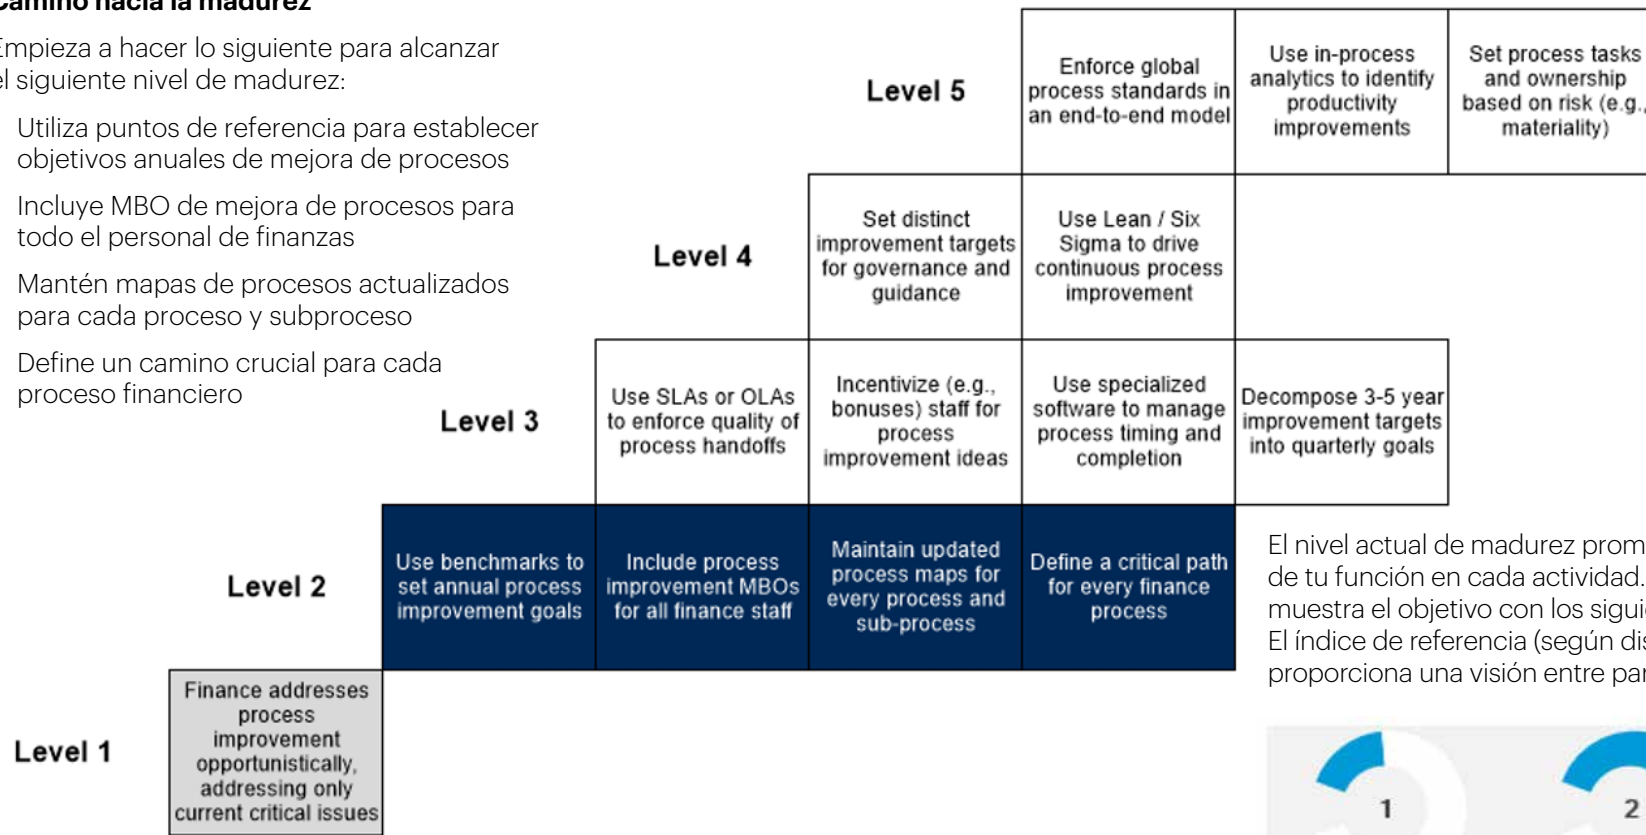 Camino hacia la madurez
Empieza a hacer lo siguiente para alcanzar
el siguiente nivel de madurez:
Utiliza puntos de referencia para establecer
objetivos anuales de mejora de procesos
Incluye MBO de mejora de procesos para
todo el personal de finanzas
Mantén mapas de procesos actualizados
para cada proceso y subproceso
Define un camino crucial para cada
proceso financiero
Level 5
Enforce global
process standards in
an end-to-end model
Use in-process
analytics to identify
productivity
improvements
Set process tasks
and ownership
based on risk (e.g.,
materiality)
Level 4
Set distinct
improvement targets
for governance and
guidance
Use Lean / Six
Sigma to drive
continuous process
improvement
Level 3
Use SLAs or OLAs
to enforce quality of
process handoffs
Incentivize (e.g.,
bonuses) staff for
process
improvement ideas
Use specialized
software to manage
process timing and
completion
Decompose 3-5 year
improvement targets
into quarterly goals
Level 2
Use benchmarks to
set annual process
improvement goals
Include process
improvement MBOs
for all finance staff
Maintain updated
process maps for
every process and
sub-process
Define a critical path
for every finance
process
Level 1
Finance addresses
process
improvement
opportunistically,
addressing only
current critical issues
El nivel actual de madurez
de tu función en cada actividad.
muestra el objetivo con los
El índice de referencia (según
proporciona una visión entre
1
2